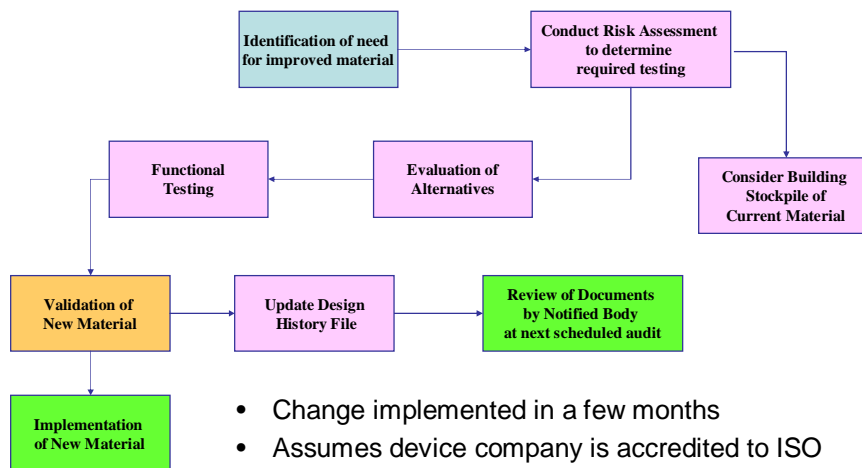 Identification of need
for improved material
Conduct Risk Assessment
to determine
required testing
Functional
Testing
Evaluation of
Alternatives
Consider Building
Stockpile of
Current Material
Validation of
New Material
Update Design
History File
Review of Documents
by Notified Body
at next scheduled audit
Implementation
of New Material
• Change implemented in a few months
• Assumes device company is accredited to ISO